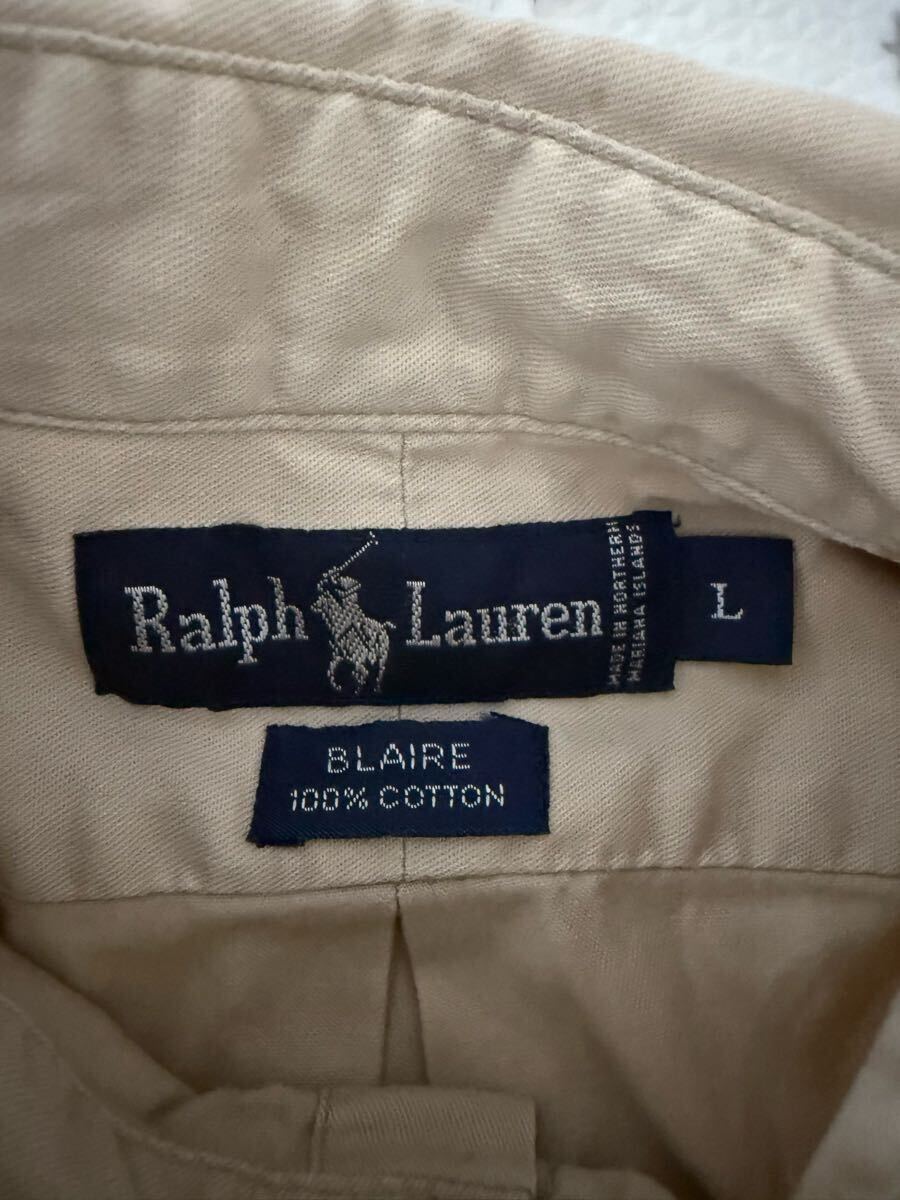 Ralph Lauren
MADE IN NORTHERN
MARIANA ISLANDS
L
BLAIRE
100% COTTON